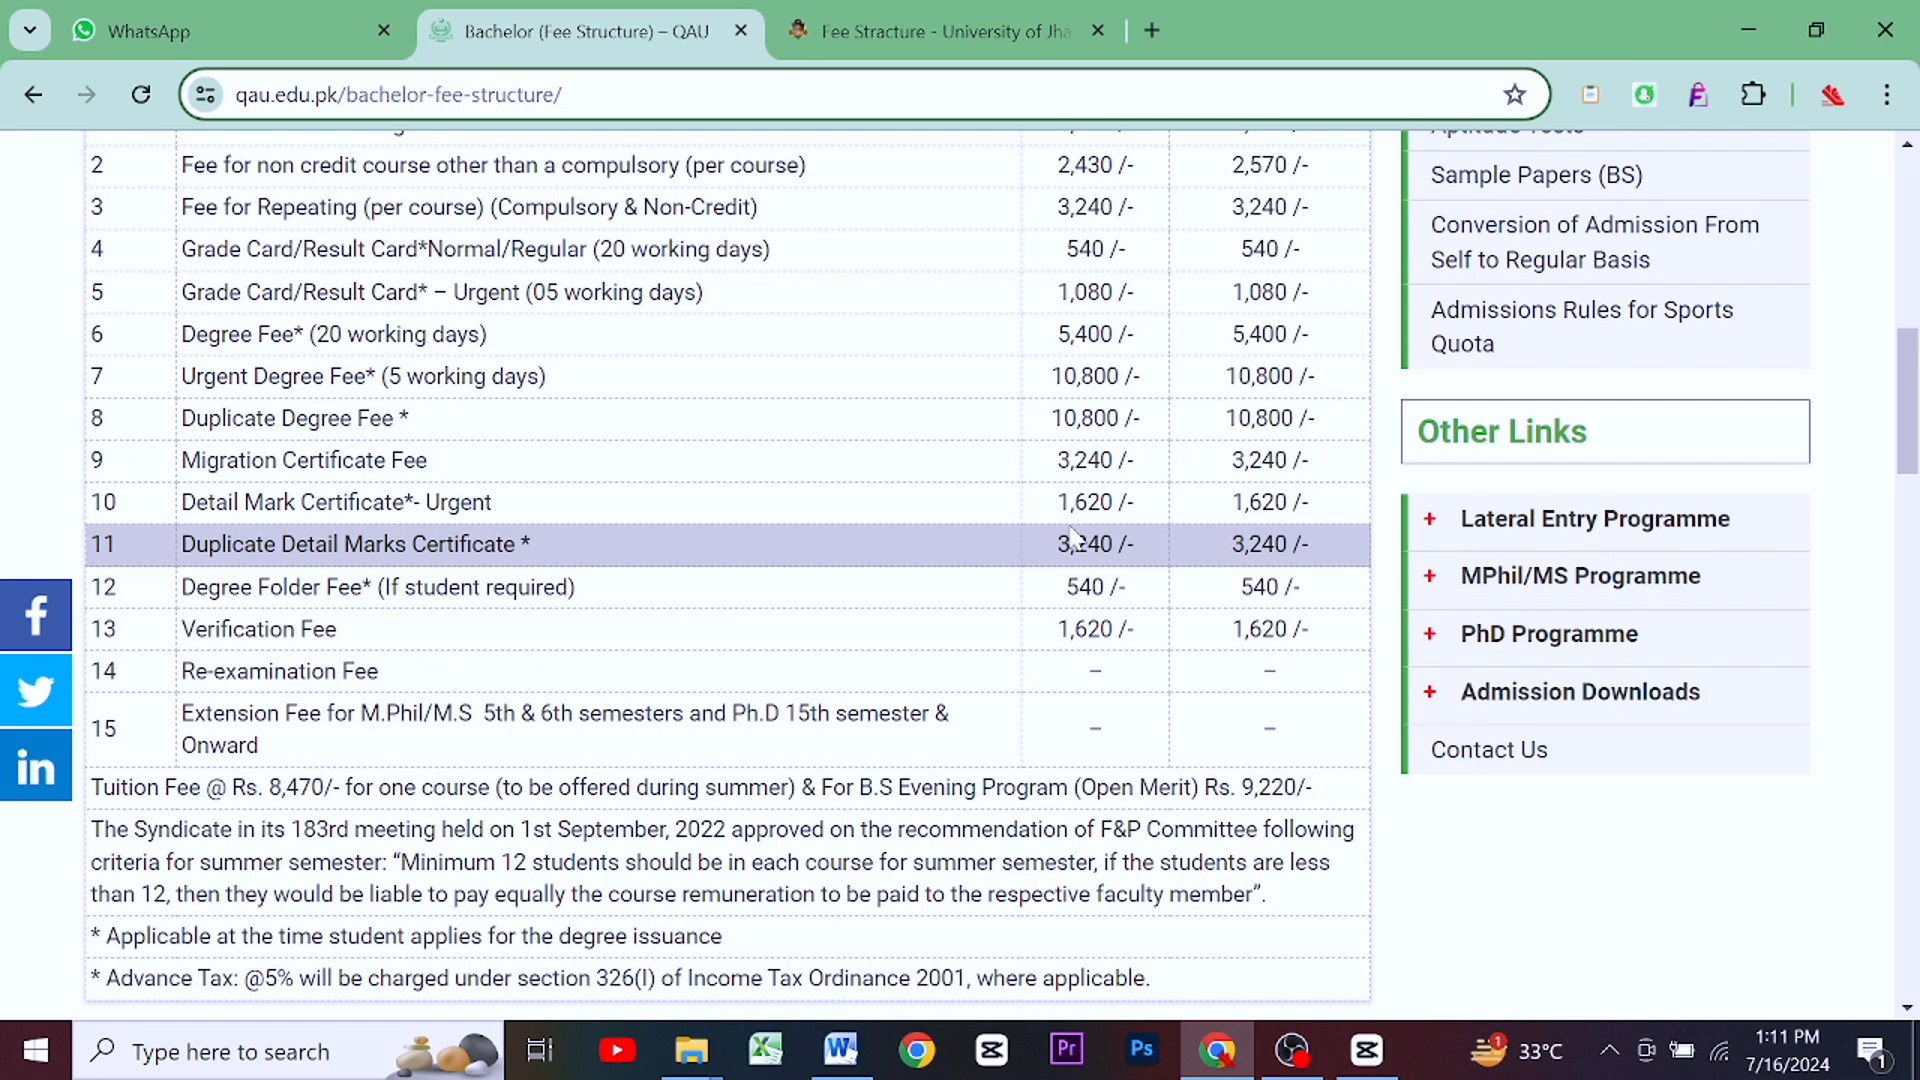 WhatsApp
Bachelor (Fee Structure) – QAU
Fee Stracture - University of Jha
qau.edu.pk/bachelor-fee-structure/
2 Fee for non credit course other than a compulsory (per course) 2,430 /- 2,570 /-
3 Fee for Repeating (per course) (Compulsory & Non-Credit) 3,240 /- 3,240 /-
4 Grade Card/Result Card*Normal/Regular (20 working days) 540 /- 540 /-
5 Grade Card/Result Card* – Urgent (05 working days) 1,080 /- 1,080 /-
6 Degree Fee* (20 working days) 5,400 /- 5,400 /-
7 Urgent Degree Fee* (5 working days) 10,800 /- 10,800 /-
8 Duplicate Degree Fee * 10,800 /- 10,800 /-
9 Migration Certificate Fee 3,240 /- 3,240 /-
10 Detail Mark Certificate*- Urgent 1,620 /- 1,620 /-
11 Duplicate Detail Marks Certificate * 3,240 /- 3,240 /-
12 Degree Folder Fee* (If student required) 540 /- 540 /-
13 Verification Fee 1,620 /- 1,620 /-
14 Re-examination Fee – –
15 Extension Fee for M.Phil/M.S 5th & 6th semesters and Ph.D 15th semester & – –
Onward
Tuition Fee @ Rs. 8,470/- for one course (to be offered during summer) & For B.S Evening Program (Open Merit) Rs. 9,220/-
The Syndicate in its 183rd meeting held on 1st September, 2022 approved on the recommendation of F&P Committee following
criteria for summer semester: “Minimum 12 students should be in each course for summer semester, if the students are less
than 12, then they would be liable to pay equally the course remuneration to be paid to the respective faculty member”.
* Applicable at the time student applies for the degree issuance
* Advance Tax: @5% will be charged under section 326(I) of Income Tax Ordinance 2001, where applicable.
Sample Papers (BS)
Conversion of Admission From
Self to Regular Basis
Admissions Rules for Sports
Quota
Other Links
+ Lateral Entry Programme
+ MPhil/MS Programme
+ PhD Programme
+ Admission Downloads
Contact Us
Type here to search
Pr
Ps
1
33°C
1:11 PM
7/16/2024
1